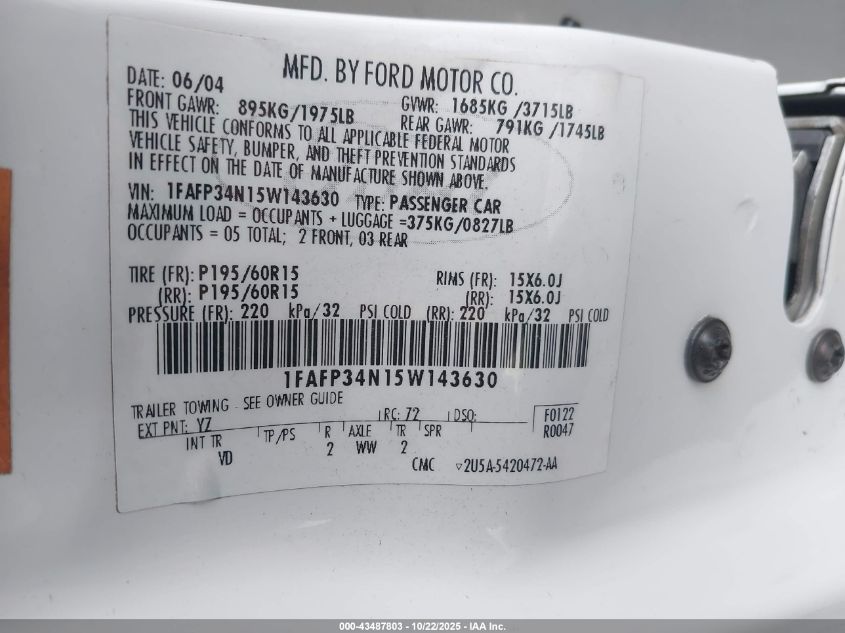 MFD. BY FORD MOTOR CO.
DATE: 06/04
FRONT GAWR: 895KG/1975LB GVWR: 1685KG /3715LB
REAR GAWR: 791KG /1745LB
THIS VEHICLE CONFORMS TO ALL APPLICABLE FEDERAL MOTOR
VEHICLE SAFETY, BUMPER, AND THEFT PREVENTION STANDARDS
IN EFFECT ON THE DATE OF MANUFACTURE SHOWN ABOVE.
VIN: 1FAFP34N15W143630 TYPE: PASSENGER CAR
MAXIMUM LOAD = OCCUPANTS + LUGGAGE =375KG/0827LB
OCCUPANTS = 05 TOTAL; 2 FRONT, 03 REAR
TIRE (FR): P195/60R15 RIMS (FR): 15X6.0J
(RR): P195/60R15 (RR): 15X6.0J
PRESSURE (FR): 220 kPa/32 PSI COLD (RR): 220 kPa/32 PSI COLD
1FAFP34N15W143630
TRAILER TOWING - SEE OWNER GUIDE
EXT PNT: YZ RC: 72 DSO: F0122
R0047
INT TR TP/PS R AXLE TR SPR
VD 2 WW 2
CMC ▽2U5A-5420472-AA
000-43487803 - 10/22/2025 - IAA Inc.